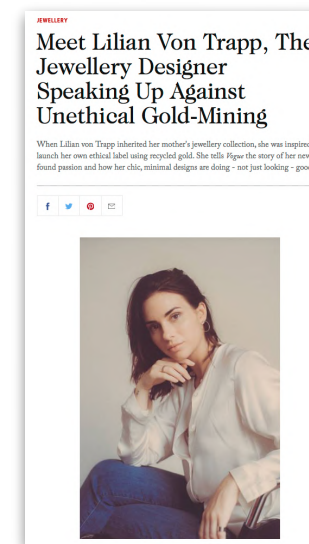 JEWELLERY
Meet Lilian Von Trapp, The
Jewellery Designer
Speaking Up Against
Unethical Gold-Mining
When Lilian von Trapp inherited her mother's jewellery collection, she was inspired
launch her own ethical label using recycled gold. She tells Vogue the story of her new
found passion and how her chic, minimal designs are doing – not just looking – good